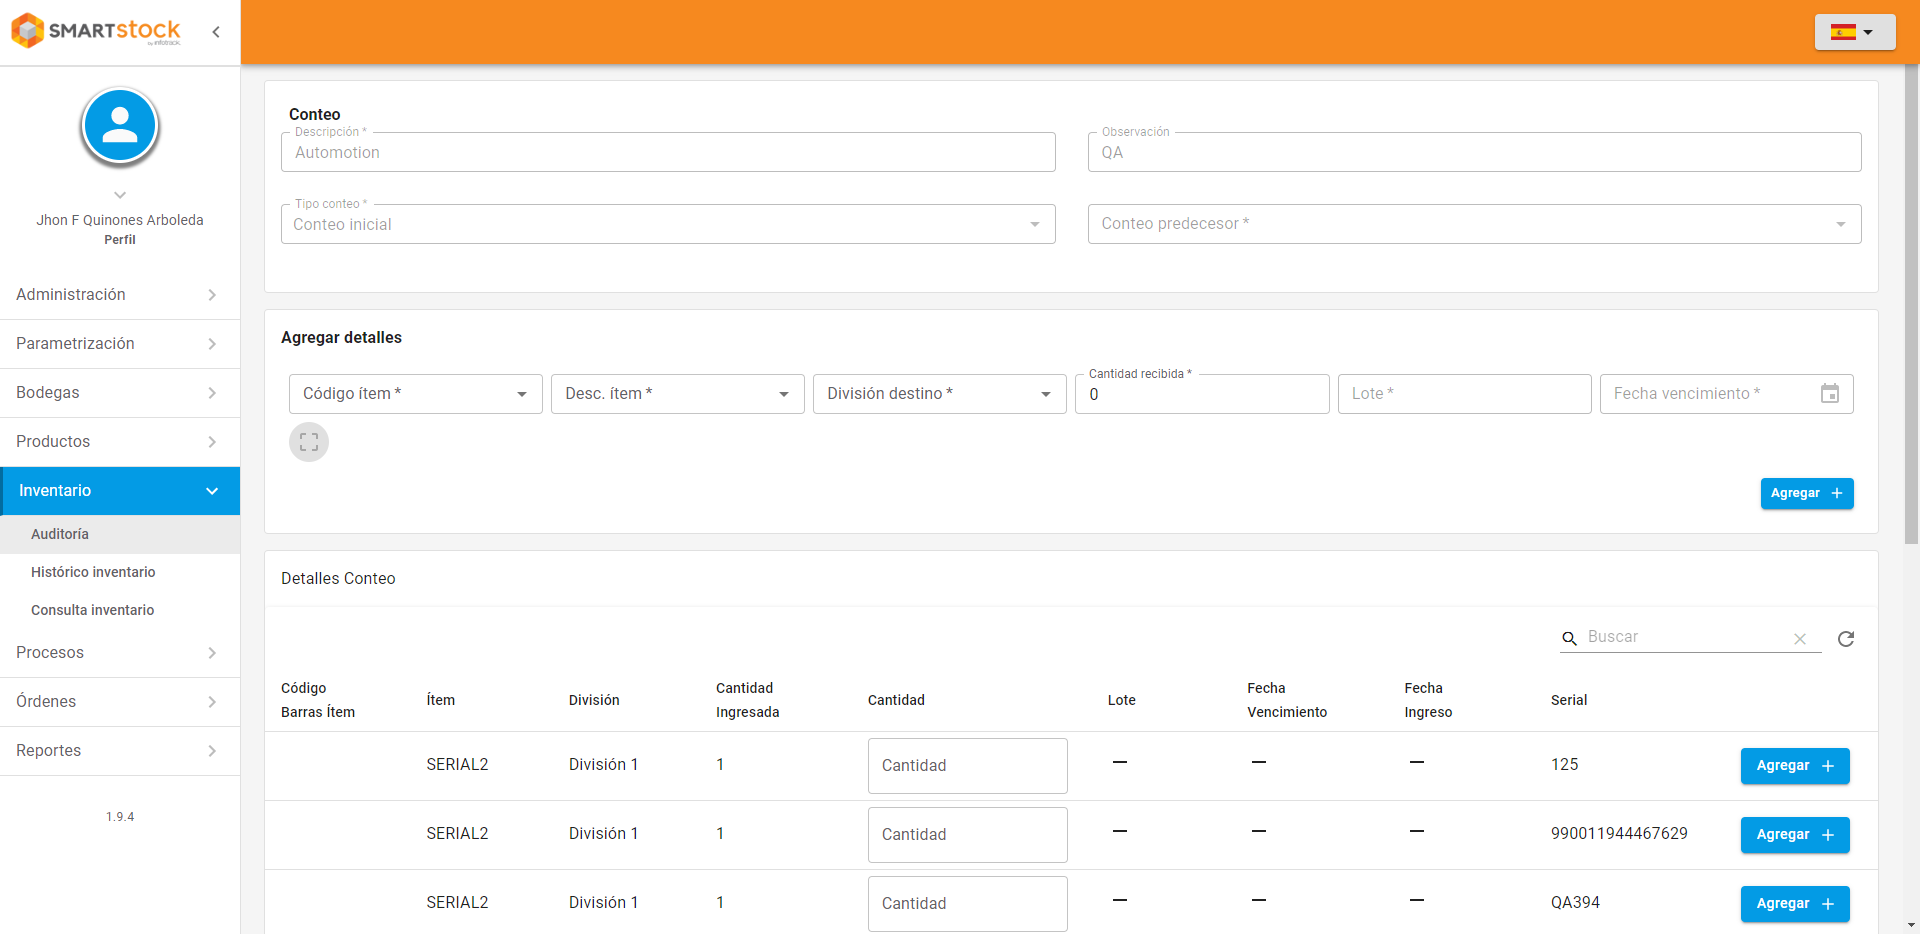 SMARTstock
by infotrack
Jhon F Quinones Arboleda
Perfil
Administración
Parametrización
Bodegas
Productos
Inventario
Auditoría
Histórico inventario
Consulta inventario
Procesos
Órdenes
Reportes
1.9.4
Conteo
Descripción *
Automotion
Observación
QA
Tipo conteo *
Conteo inicial
Conteo predecesor *
Agregar detalles
Código ítem *
Desc. ítem *
División destino *
Cantidad recibida *
0
Lote *
Fecha vencimiento *
Agregar
Detalles Conteo
Buscar
Código Barras Ítem Ítem División Cantidad Ingresada Cantidad Lote Fecha Vencimiento Fecha Ingreso Serial
SERIAL2 División 1 1 Cantidad — — — 125 Agregar
SERIAL2 División 1 1 Cantidad — — — 990011944467629 Agregar
SERIAL2 División 1 1 Cantidad — — — QA394 Agregar